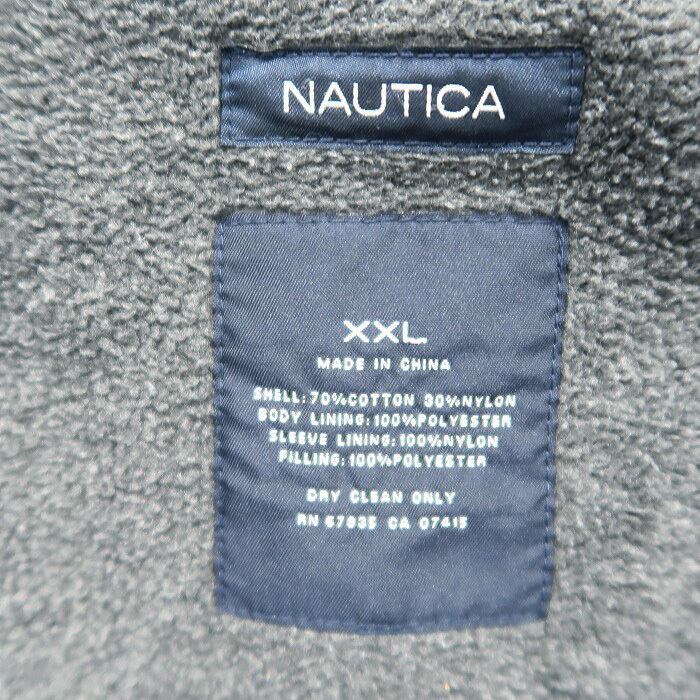 NAUTICA
XXL
MADE IN CHINA
SHELL: 70%COTTON 30%NYLON
BODY LINING: 100%POLYESTER
SLEEVE LINING: 100%NYLON
FILLING: 100%POLYESTER
DRY CLEAN ONLY
RN 67835 CA 07415